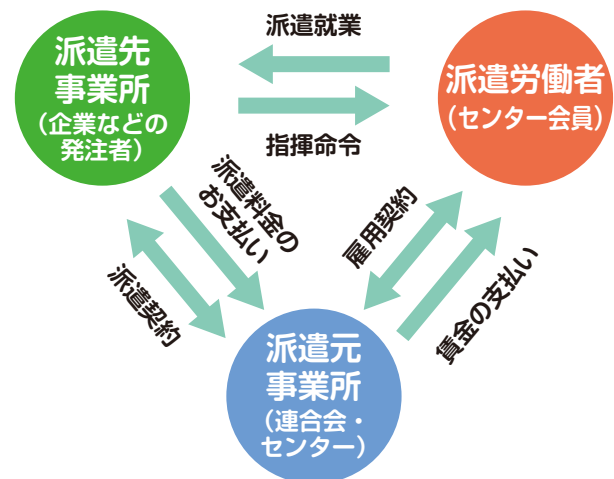 派遣就業
派遣先
事業所
（企業などの
発注者）
派遣労働者
（センター会員）
指揮命令
派遣料金の
お支払い
派遣契約
雇用契約
賃金の支払い
派遣元
事業所
（連合会・
センター）